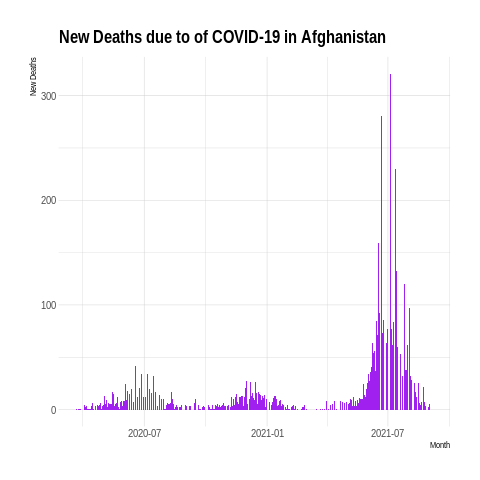 New Deaths due to of COVID-19 in Afghanistan
New Deaths
300
200
100
0
2020-07 2021-01 2021-07
Month